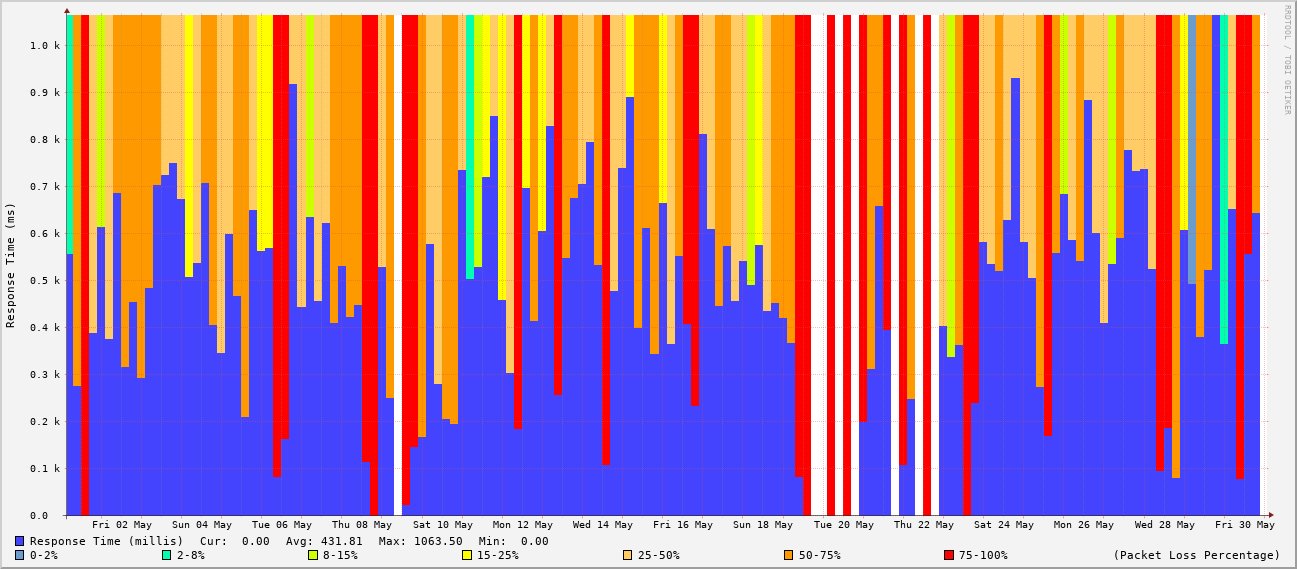 RRDTOOL / TOBI OETIKER
Response Time (ms)
1.0 k
0.9 k
0.8 k
0.7 k
0.6 k
0.5 k
0.4 k
0.3 k
0.2 k
0.1 k
0.0
Fri 02 May Sun 04 May Tue 06 May Thu 08 May Sat 10 May Mon 12 May Wed 14 May Fri 16 May Sun 18 May Tue 20 May Thu 22 May Sat 24 May Mon 26 May Wed 28 May Fri 30 May
Response Time (millis) Cur: 0.00 Avg: 431.81 Max: 1063.50 Min: 0.00
0-2% 2-8% 8-15% 15-25% 25-50% 50-75% 75-100% (Packet Loss Percentage)